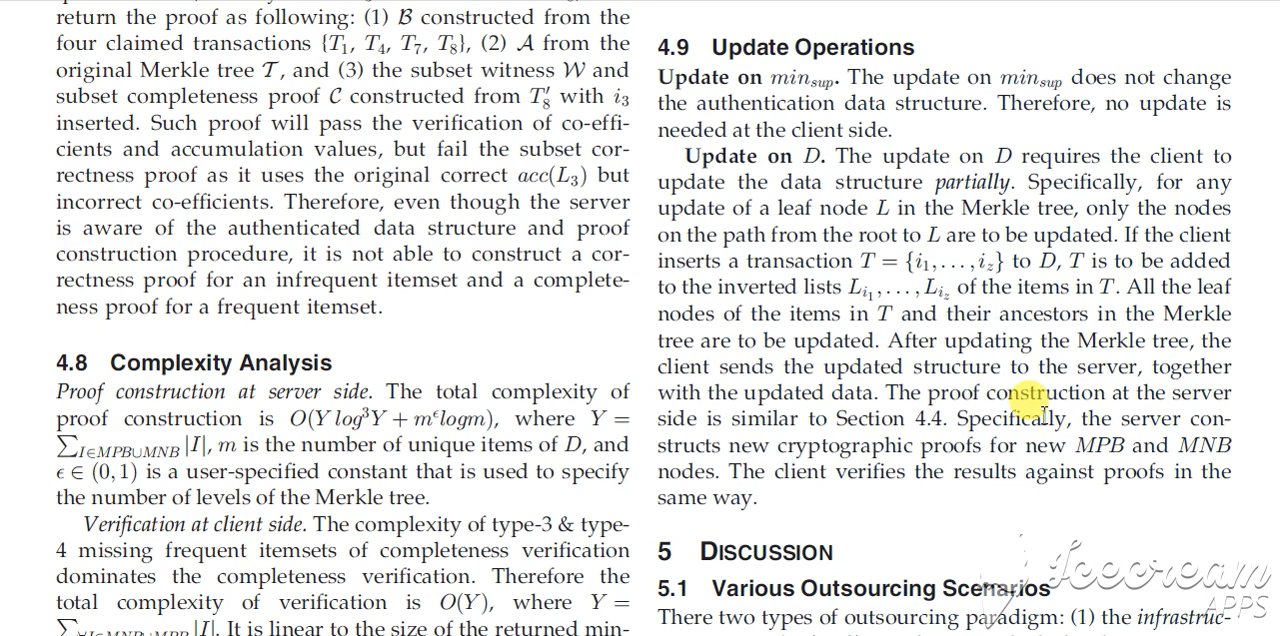 return the proof as following: (1) B constructed from the
four claimed transactions {T1, T4, T7, T8}, (2) A from the
original Merkle tree T, and (3) the subset witness W and
subset completeness proof C constructed from T′8 with i3
inserted. Such proof will pass the verification of co-effi-
cients and accumulation values, but fail the subset cor-
rectness proof as it uses the original correct acc(L3) but
incorrect co-efficients. Therefore, even though the server
is aware of the authenticated data structure and proof
construction procedure, it is not able to construct a cor-
rectness proof for an infrequent itemset and a complete-
ness proof for a frequent itemset.
4.8 Complexity Analysis
Proof construction at server side. The total complexity of
proof construction is O(Y log³Y + m^ϵ logm), where Y =
∑I∈MPB∪MNB |I|, m is the number of unique items of D, and
ϵ ∈ (0, 1) is a user-specified constant that is used to specify
the number of levels of the Merkle tree.
Verification at client side. The complexity of type-3 & type-
4 missing frequent itemsets of completeness verification
dominates the completeness verification. Therefore the
total complexity of verification is O(Y), where Y =
|I|. It is linear to the size of the returned min-
4.9 Update Operations
Update on minsup. The update on minsup does not change
the authentication data structure. Therefore, no update is
needed at the client side.
Update on D. The update on D requires the client to
update the data structure partially. Specifically, for any
update of a leaf node L in the Merkle tree, only the nodes
on the path from the root to L are to be updated. If the client
inserts a transaction T = {i1, . . . , iz} to D, T is to be added
to the inverted lists Li1, . . . , Liz of the items in T. All the leaf
nodes of the items in T and their ancestors in the Merkle
tree are to be updated. After updating the Merkle tree, the
client sends the updated structure to the server, together
with the updated data. The proof construction at the server
side is similar to Section 4.4. Specifically, the server con-
structs new cryptographic proofs for new MPB and MNB
nodes. The client verifies the results against proofs in the
same way.
5 DISCUSSION
5.1 Various Outsourcing Scenarios
There two types of outsourcing paradigm: (1) the infrastruc-
Icecream
APPS